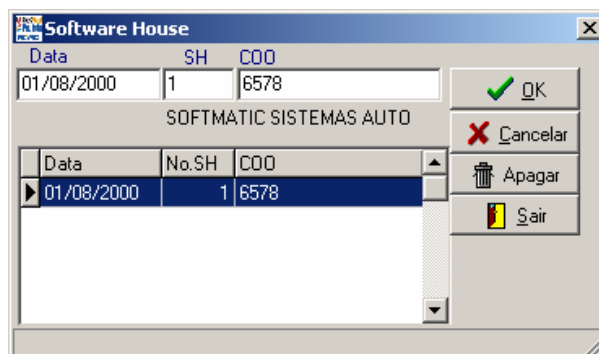 Software House
Data SH COO
01/08/2000 1 6578
SOFTMATIC SISTEMAS AUTO
OK
Cancelar
Apagar
Sair
Data No.SH COO
01/08/2000 1 6578